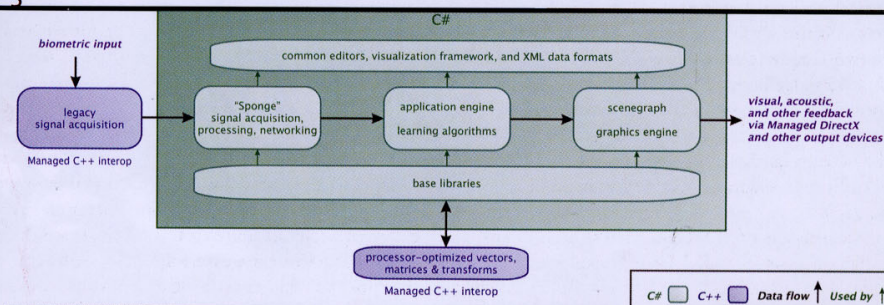 C#
biometric input
common editors, visualization framework, and XML data formats
legacy
signal acquisition
Managed C++ interop
"Sponge"
signal acquisition,
processing, networking
application engine
learning algorithms
scenegraph
graphics engine
visual, acoustic,
and other feedback
via Managed DirectX
and other output devices
base libraries
processor-optimized vectors,
matrices & transforms
Managed C++ interop
C# C++ Data flow Used by